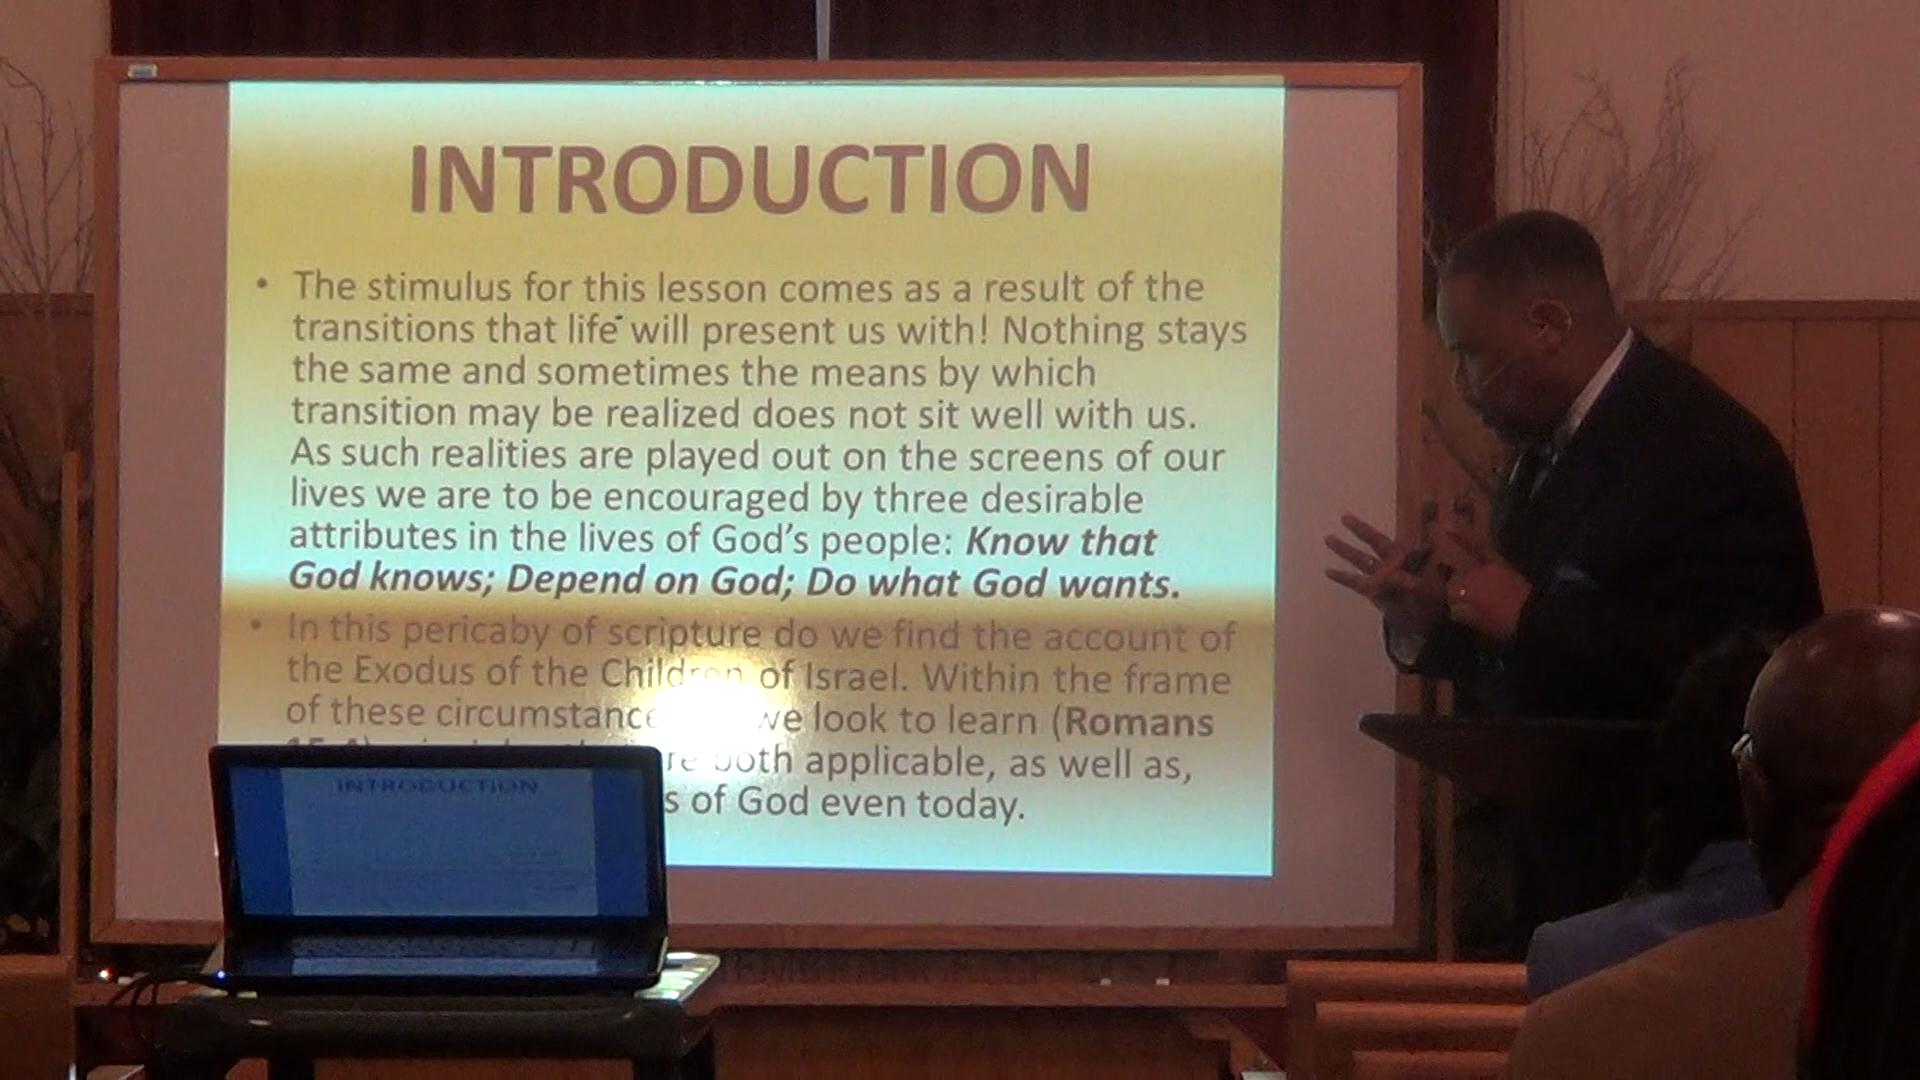 INTRODUCTION
• The stimulus for this lesson comes as a result of the
transitions that life will present us with! Nothing stays
the same and sometimes the means by which
transition may be realized does not sit well with us.
As such realities are played out on the screens of our
lives we are to be encouraged by three desirable
attributes in the lives of God's people: Know that
God knows; Depend on God; Do what God wants.
• In this pericaby of scripture do we find the account of
the Exodus of the Children of Israel. Within the frame
of these circumstance we look to learn (Romans
both applicable, as well as,
of God even today.
INTRODUCTION